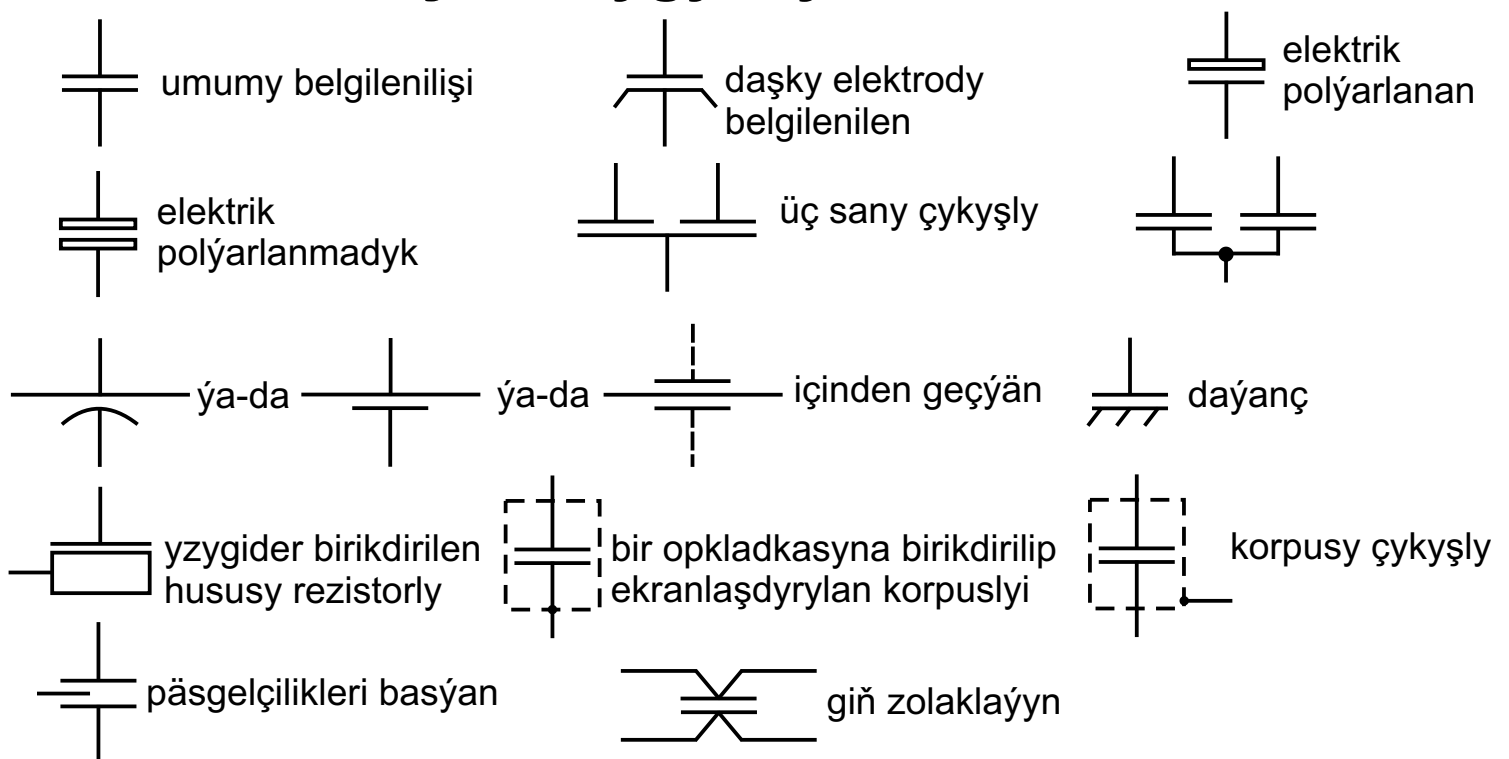 umumy belgilenilişi
daşky elektrody
belgilenilen
elektrik
polýarlanan
elektrik
polýarlanmadyk
üç sany çykyşly
ýa-da
ýa-da
içinden geçýän
daýanç
yzygider birikdirilen
hususy rezistorly
bir opkladkasyna birikdirilip
ekranlaşdyrylan korpuslyi
korpusy çykyşly
päsgelçilikleri basýan
giň zolaklaýyn